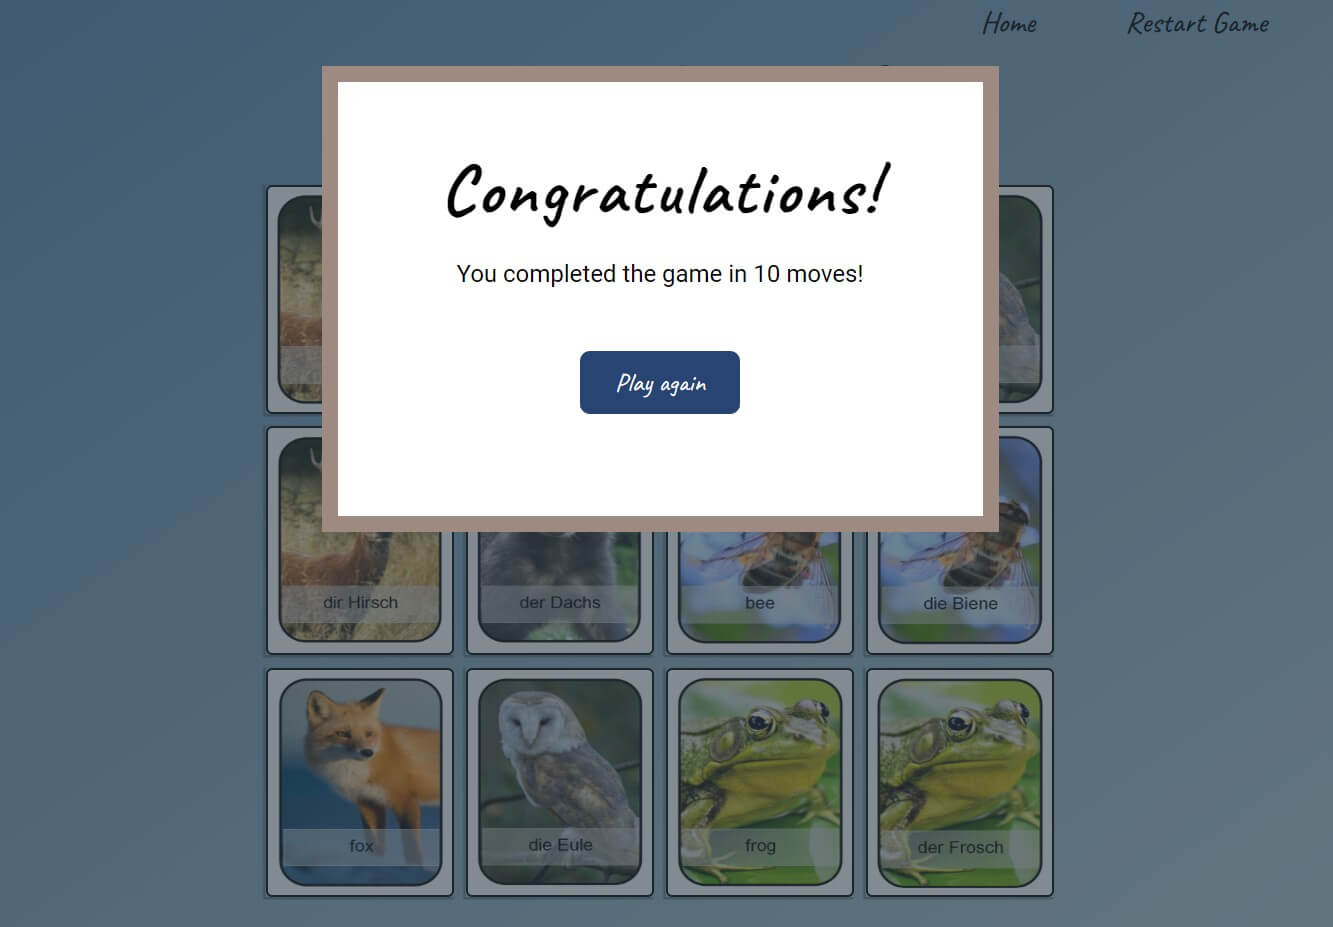 Home
Restart Game
Congratulations!
You completed the game in 10 moves!
Play again
dir Hirsch
der Dachs
bee
die Biene
fox
die Eule
frog
der Frosch